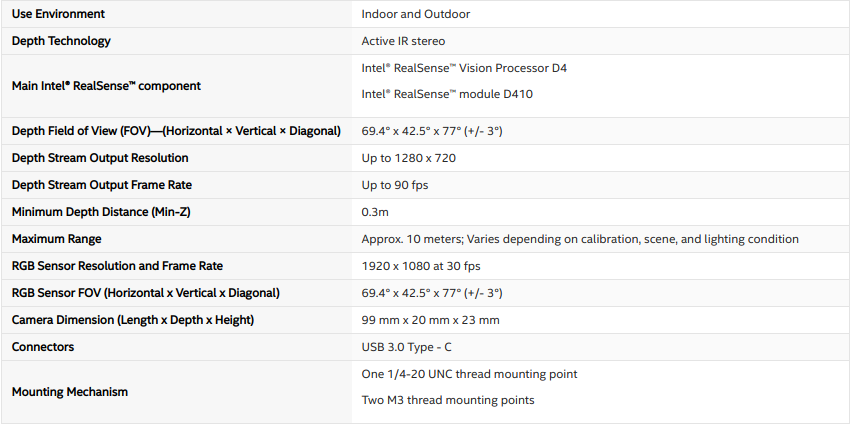 Use Environment Indoor and Outdoor
Depth Technology Active IR stereo
Main Intel® RealSense™ component
Intel® RealSense™ Vision Processor D4
Intel® RealSense™ module D410
Depth Field of View (FOV)—(Horizontal × Vertical × Diagonal) 69.4° x 42.5° x 77° (+/- 3°)
Depth Stream Output Resolution Up to 1280 x 720
Depth Stream Output Frame Rate Up to 90 fps
Minimum Depth Distance (Min-Z) 0.3m
Maximum Range Approx. 10 meters; Varies depending on calibration, scene, and lighting condition
RGB Sensor Resolution and Frame Rate 1920 x 1080 at 30 fps
RGB Sensor FOV (Horizontal x Vertical x Diagonal) 69.4° x 42.5° x 77° (+/- 3°)
Camera Dimension (Length x Depth x Height) 99 mm x 20 mm x 23 mm
Connectors USB 3.0 Type - C
Mounting Mechanism
One 1/4-20 UNC thread mounting point
Two M3 thread mounting points